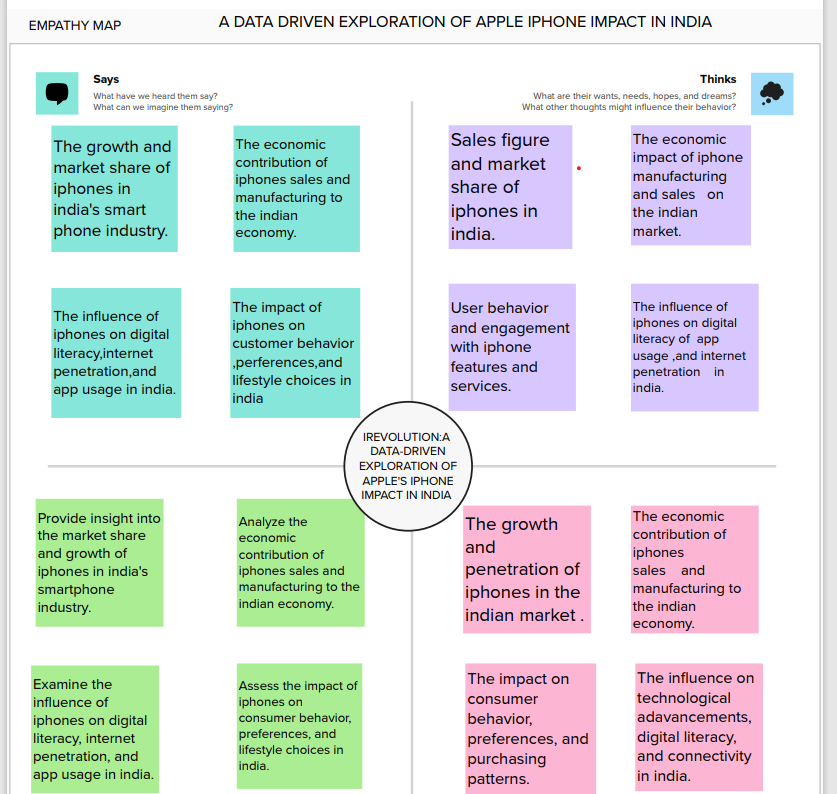 EMPATHY MAP
A DATA DRIVEN EXPLORATION OF APPLE IPHONE IMPACT IN INDIA
Says
What have we heard them say?
What can we imagine them saying?
Thinks
What are their wants, needs, hopes, and dreams?
What other thoughts might influence their behavior?
The growth and
market share of
iphones in
india's smart
phone industry.
The economic
contribution of
iphones sales and
manufacturing to
the indian
economy.
Sales figure
and market
share of
iphones in
india.
The economic
impact of iphone
manufacturing
and sales on
the indian
market.
The influence of
iphones on digital
literacy,internet
penetration,and
app usage in india.
The impact of
iphones on
customer behavior
,perferences,and
lifestyle choices in
india
User behavior
and engagement
with iphone
features and
services.
The influence of
iphones on digital
literacy of app
usage ,and internet
penetration in
india.
IREVOLUTION:A
DATA-DRIVEN
EXPLORATION OF
APPLE'S IPHONE
IMPACT IN INDIA
Provide insight into
the market share
and growth of
iphones in india's
smartphone
industry.
Analyze the
economic
contribution of
iphones sales and
manufacturing to the
indian economy.
The growth
and
penetration of
iphones in the
indian market .
The economic
contribution of
iphones
sales and
manufacturing to
the indian
economy.
Examine the
influence of
iphones on digital
literacy, internet
penetration, and
app usage in india.
Assess the impact of
iphones on
consumer behavior,
preferences, and
lifestyle choices in
india.
The impact on
consumer
behavior,
preferences, and
purchasing
patterns.
The influence on
technological
adavancements,
digital literacy,
and connectivity
in india.